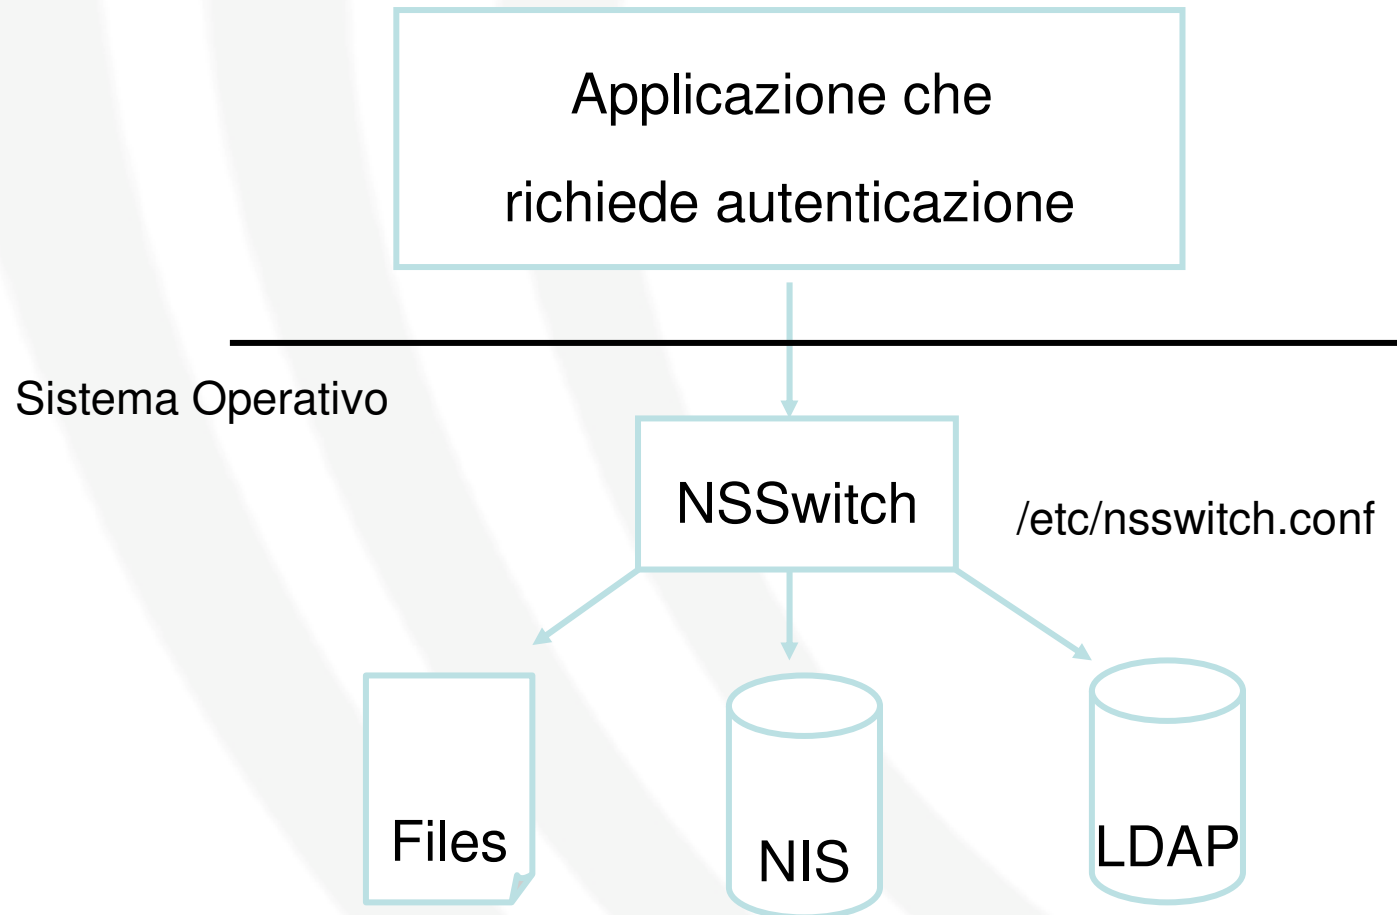 Applicazione che
richiede autenticazione
Sistema Operativo
NSSwitch
/etc/nsswitch.conf
Files
NIS
LDAP